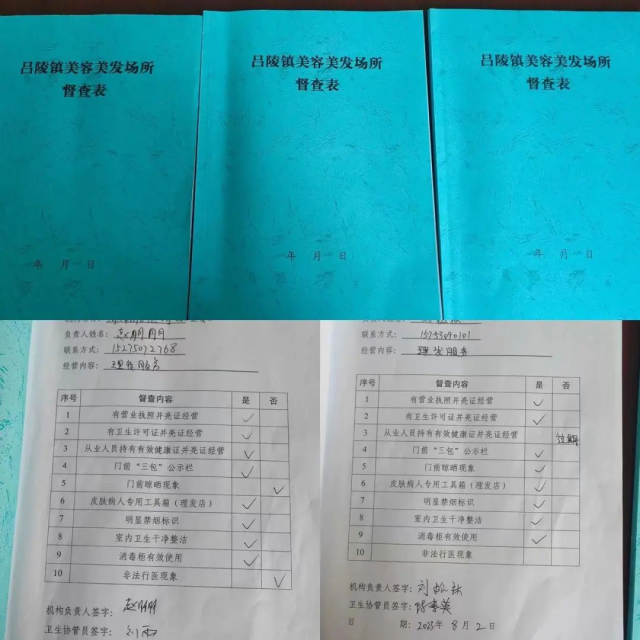 吕陵镇美容美发场所
督查表
年 月 日
吕陵镇美容美发场所
督查表
年 月 日
吕陵镇美容美发场所
督查表
年 月 日
负责人姓名：赵朋朋
联系方式：15275072768
经营内容：理发服务
序号 督查内容 是 否
1 有营业执照并亮证经营 ✓
2 有卫生许可证并亮证经营 ✓
3 从业人员持有有效健康证并亮证经营 ✓
4 门前“三包”公示栏 ✓
5 门前晾晒现象 ✓
6 皮肤病人专用工具箱（理发店） ✓
7 明显禁烟标识 ✓
8 室内卫生干净整洁 ✓
9 消毒柜有效使用 ✓
10 非法行医现象 ✓
机构负责人签字：赵朋朋
卫生协管员签字：刘雨
联系方式：15753090101
经营内容：理发服务
序号 督查内容 是 否
1 有营业执照并亮证经营 ✓
2 有卫生许可证并亮证经营 ✓
3 从业人员持有有效健康证并亮证经营
4 门前“三包”公示栏 ✓
5 门前晾晒现象 ✓
6 皮肤病人专用工具箱（理发店） ✓
7 明显禁烟标识 ✓
8 室内卫生干净整洁 ✓
9 消毒柜有效使用 ✓
10 非法行医现象
机构负责人签字：刘
卫生协管员签字：
日 期：2023年8月2日